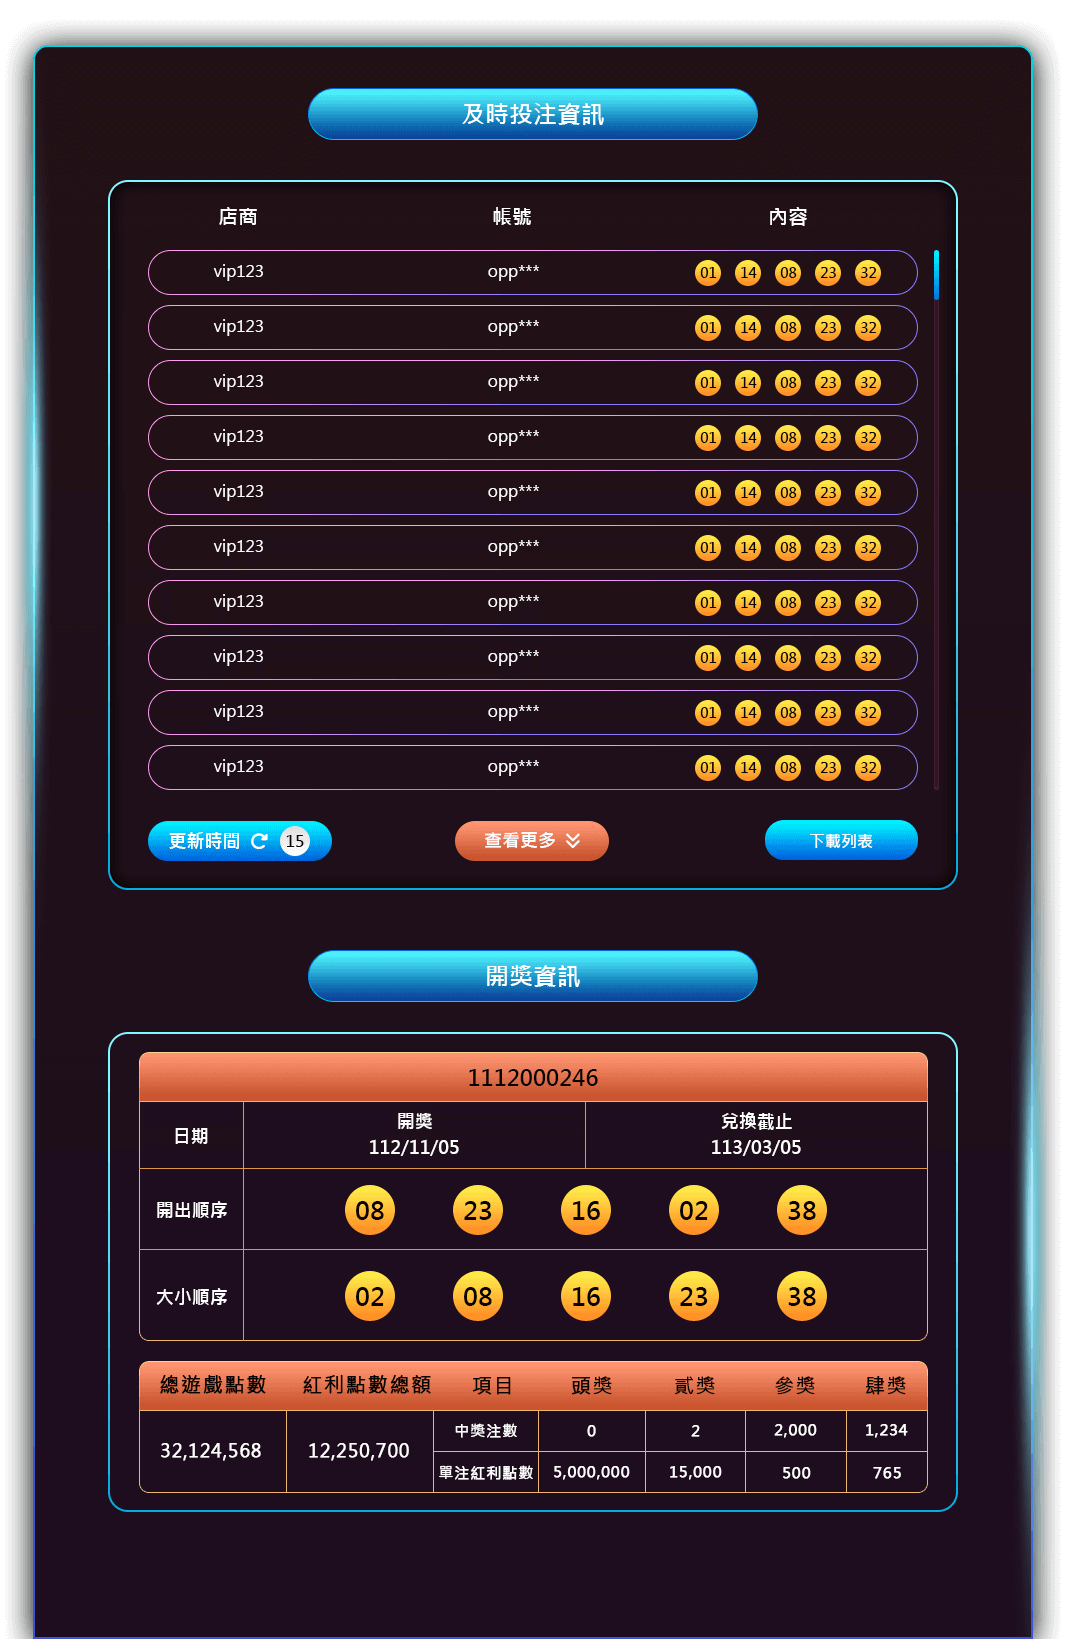 及時投注資訊
店商 帳號 內容
vip123 opp*** 01 14 08 23 32
vip123 opp*** 01 14 08 23 32
vip123 opp*** 01 14 08 23 32
vip123 opp*** 01 14 08 23 32
vip123 opp*** 01 14 08 23 32
vip123 opp*** 01 14 08 23 32
vip123 opp*** 01 14 08 23 32
vip123 opp*** 01 14 08 23 32
vip123 opp*** 01 14 08 23 32
vip123 opp*** 01 14 08 23 32
更新時間 15 查看更多 下載列表
開獎資訊
1112000246
日期 開獎 兌換截止
112/11/05 113/03/05
開出順序 08 23 16 02 38
大小順序 02 08 16 23 38
總遊戲點數 紅利點數總額 項目 頭獎 貳獎 參獎 肆獎
32,124,568 12,250,700 中獎注數 0 2 2,000 1,234
單注紅利點數 5,000,000 15,000 500 765